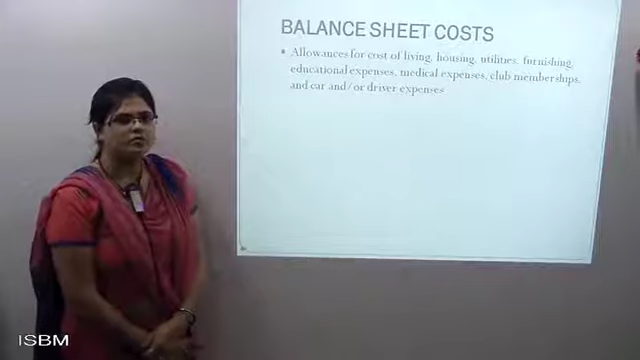 BALANCE SHEET COSTS
• Allowances for cost of living, housing, utilities, furnishing,
educational expenses, medical expenses, club memberships,
and car and/or driver expenses
ISBM